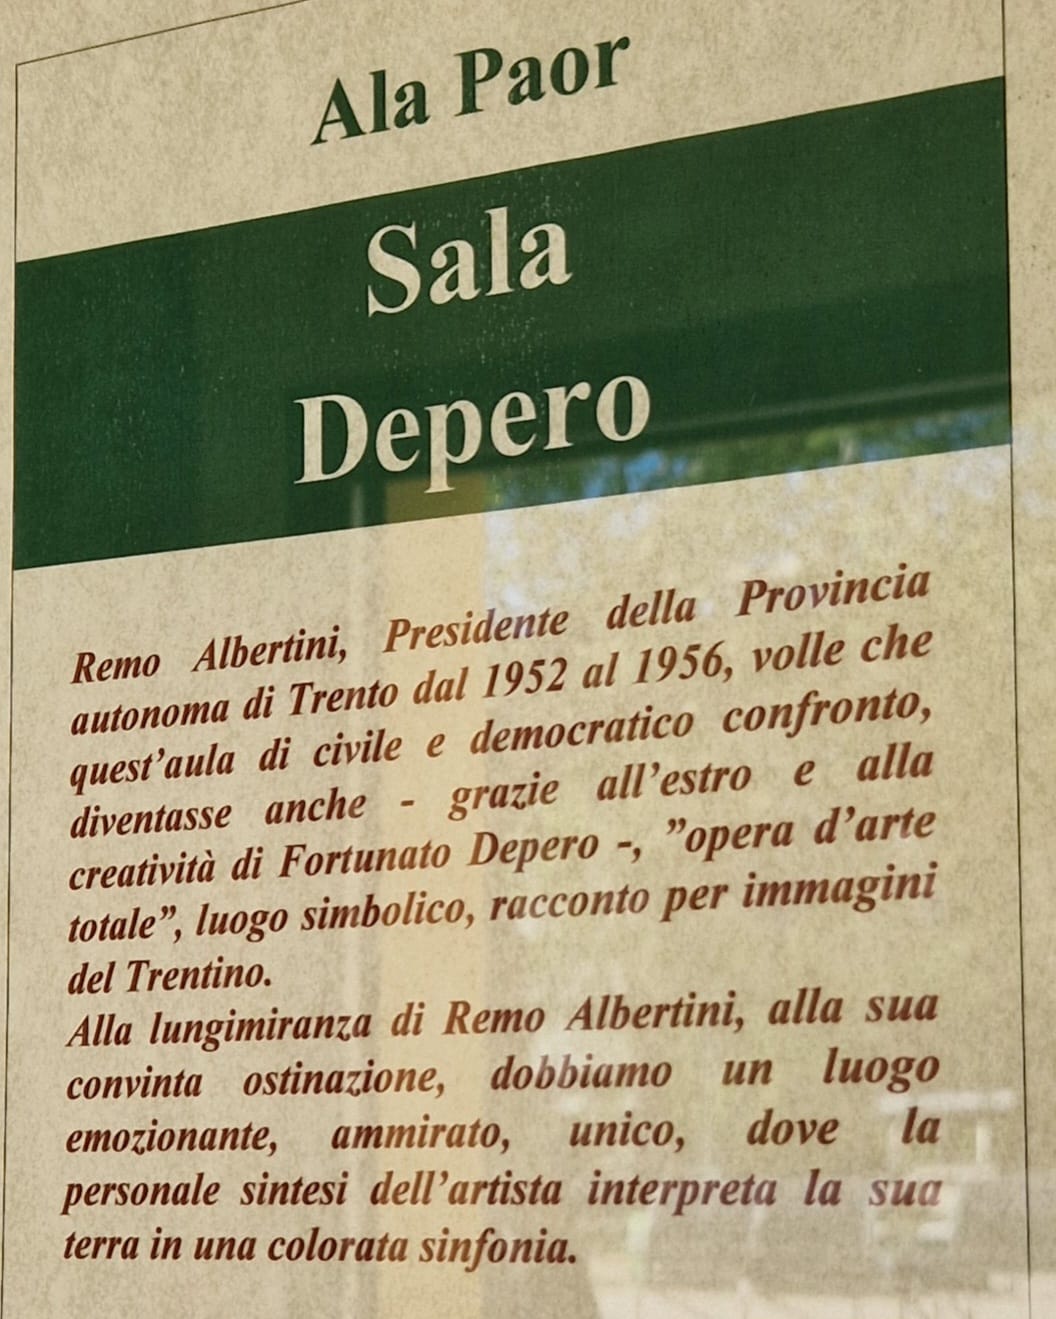 Ala Paor
Sala
Depero
Remo Albertini, Presidente della Provincia
autonoma di Trento dal 1952 al 1956, volle che
quest'aula di civile e democratico confronto,
diventasse anche - grazie all'estro e alla
creatività di Fortunato Depero -, ”opera d'arte
totale”, luogo simbolico, racconto per immagini
del Trentino.
Alla lungimiranza di Remo Albertini, alla sua
convinta ostinazione, dobbiamo un luogo
emozionante, ammirato, unico, dove la
personale sintesi dell'artista interpreta la sua
terra in una colorata sinfonia.